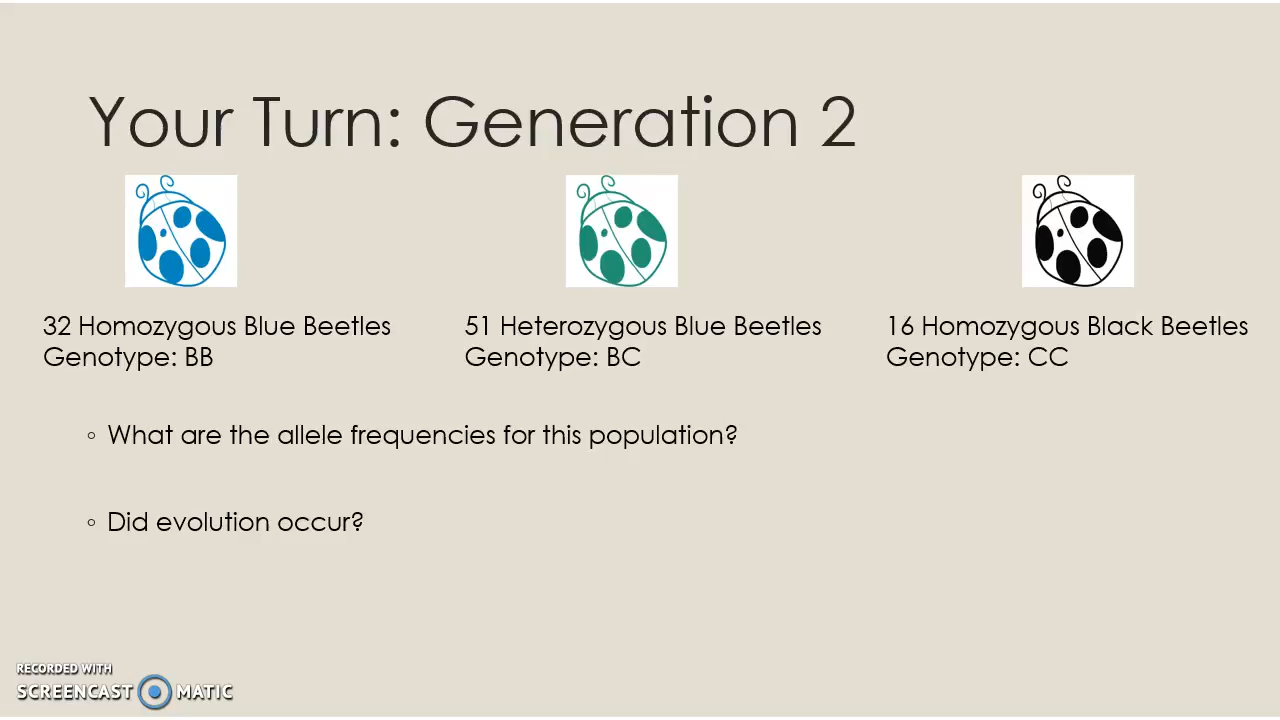 Your Turn: Generation 2
32 Homozygous Blue Beetles
Genotype: BB
51 Heterozygous Blue Beetles
Genotype: BC
16 Homozygous Black Beetles
Genotype: CC
◦ What are the allele frequencies for this population?
◦ Did evolution occur?
RECORDED WITH
SCREENCAST MATIC